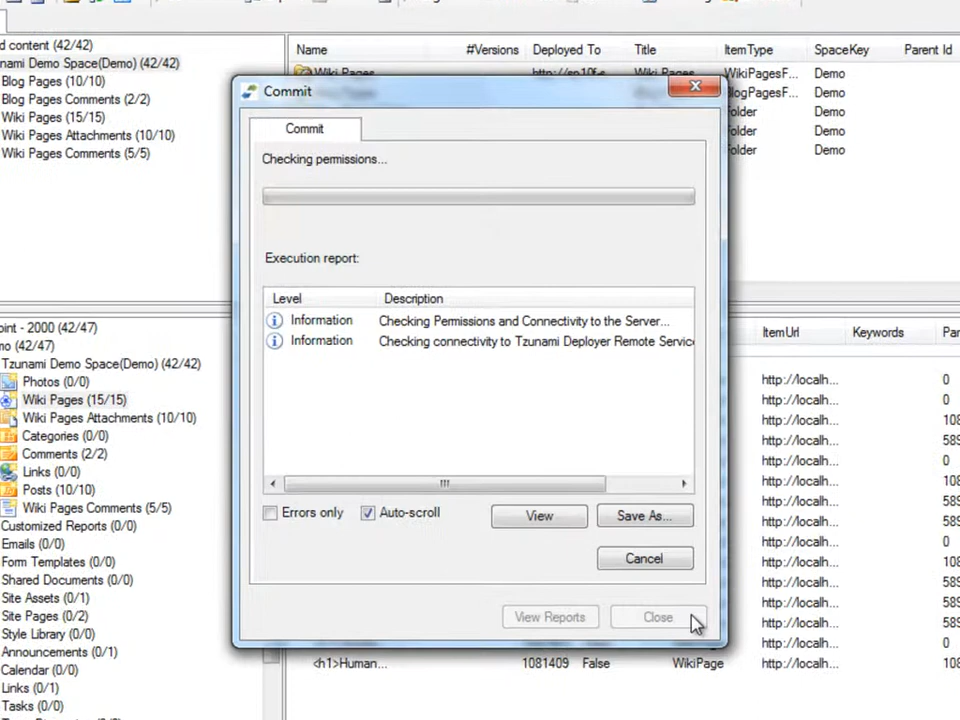 d content (42/42)
nami Demo Space(Demo) (42/42)
Blog Pages (10/10)
Blog Pages Comments (2/2)
Wiki Pages (15/15)
Wiki Pages Attachments (10/10)
Wiki Pages Comments (5/5)
Name #Versions Deployed To Title ItemType SpaceKey Parent Id
Wiki Pages http://sp10f-s Wiki Pages WikiPagesF... Demo
BlogPagesF... Demo
Folder Demo
Folder Demo
Folder Demo
Commit
Commit
Checking permissions...
Execution report:
Level Description
Information Checking Permissions and Connectivity to the Server...
Information Checking connectivity to Tzunami Deployer Remote Servic
Errors only Auto-scroll View Save As...
Cancel
View Reports Close
oint - 2000 (42/47)
mo (42/47)
Tzunami Demo Space(Demo) (42/42)
Photos (0/0)
Wiki Pages (15/15)
Wiki Pages Attachments (10/10)
Categories (0/0)
Comments (2/2)
Links (0/0)
Posts (10/10)
Wiki Pages Comments (5/5)
Customized Reports (0/0)
Emails (0/0)
Form Templates (0/0)
Shared Documents (0/0)
Site Assets (0/1)
Site Pages (0/2)
Style Library (0/0)
Announcements (0/1)
Calendar (0/0)
Links (0/1)
Tasks (0/0)
ItemUrl Keywords Par
http://localh... 0
http://localh... 0
http://localh... 108
http://localh... 589
http://localh... 0
http://localh... 108
http://localh... 589
http://localh... 589
http://localh... 0
http://localh... 108
http://localh... 589
http://localh... 589
http://localh... 589
http://localh... 0
<h1>Human... 1081409 False WikiPage http://localh... 108